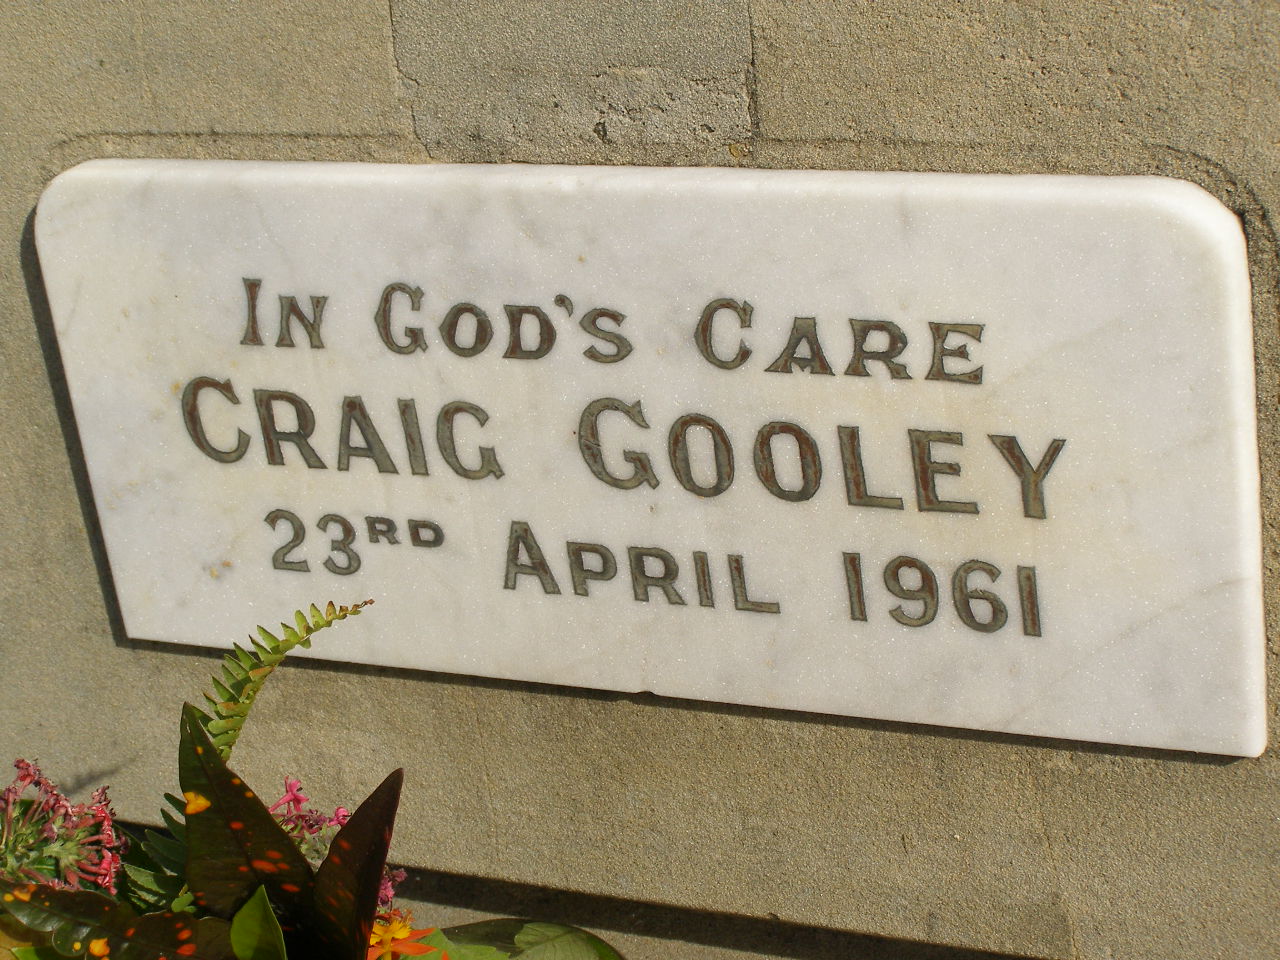 IN GOD'S CARE
CRAIG GOOLEY
23RD APRIL 1961